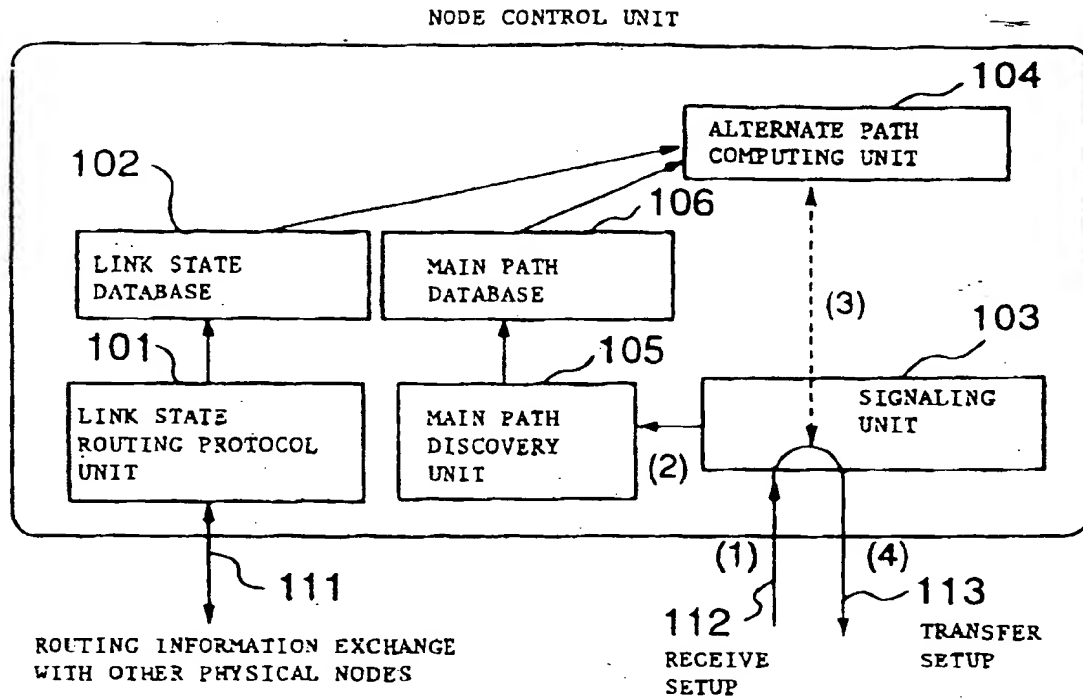 NODE CONTROL UNIT
104
ALTERNATE PATH
COMPUTING UNIT
102
106
LINK STATE
DATABASE
MAIN PATH
DATABASE
(3)
103
101
105
LINK STATE
ROUTING PROTOCOL
UNIT
MAIN PATH
DISCOVERY
UNIT
SIGNALING
UNIT
(2)
(1)
(4)
111
112
113
ROUTING INFORMATION EXCHANGE
WITH OTHER PHYSICAL NODES
RECEIVE
SETUP
TRANSFER
SETUP